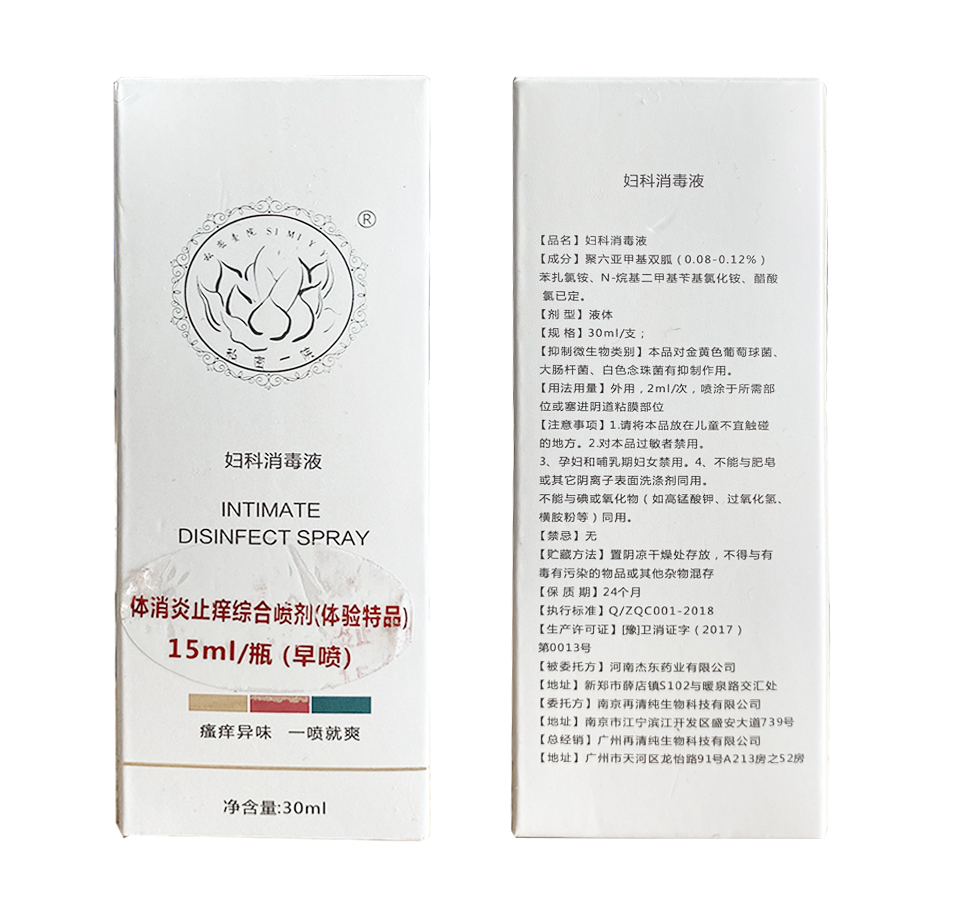 ®
SIMIYY
私密一院
妇科消毒液
INTIMATE
DISINFECT SPRAY
体消炎止痒综合喷剂(体验特品)
15ml/瓶(早喷)
瘙痒异味 一喷就爽
净含量:30ml
妇科消毒液
【品名】妇科消毒液
【成分】聚六亚甲基双胍（0.08-0.12%）
苯扎氯铵、N-烷基二甲基苄基氯化铵、醋酸
氯已定。
【剂 型】液体
【规 格】30ml/支；
【抑制微生物类别】本品对金黄色葡萄球菌、
大肠杆菌、白色念珠菌有抑制作用。
【用法用量】外用，2ml/次，喷涂于所需部
位或塞进阴道粘膜部位
【注意事项】1.请将本品放在儿童不宜触碰
的地方。2.对本品过敏者禁用。
3、孕妇和哺乳期妇女禁用。4、不能与肥皂
或其它阴离子表面洗涤剂同用。
不能与碘或氧化物（如高锰酸钾、过氧化氢、
横胺粉等）同用。
【禁忌】无
【贮藏方法】置阴凉干燥处存放，不得与有
毒有污染的物品或其他杂物混存
【保 质 期】24个月
【执行标准】Q/ZQC001-2018
【生产许可证】[豫]卫消证字（2017）
第0013号
【被委托方】河南杰东药业有限公司
【地址】新郑市薛店镇S102与暖泉路交汇处
【委托方】南京再清纯生物科技有限公司
【地址】南京市江宁滨江开发区盛安大道739号
【总经销】广州再清纯生物科技有限公司
【地址】广州市天河区龙怡路91号A213房之52房